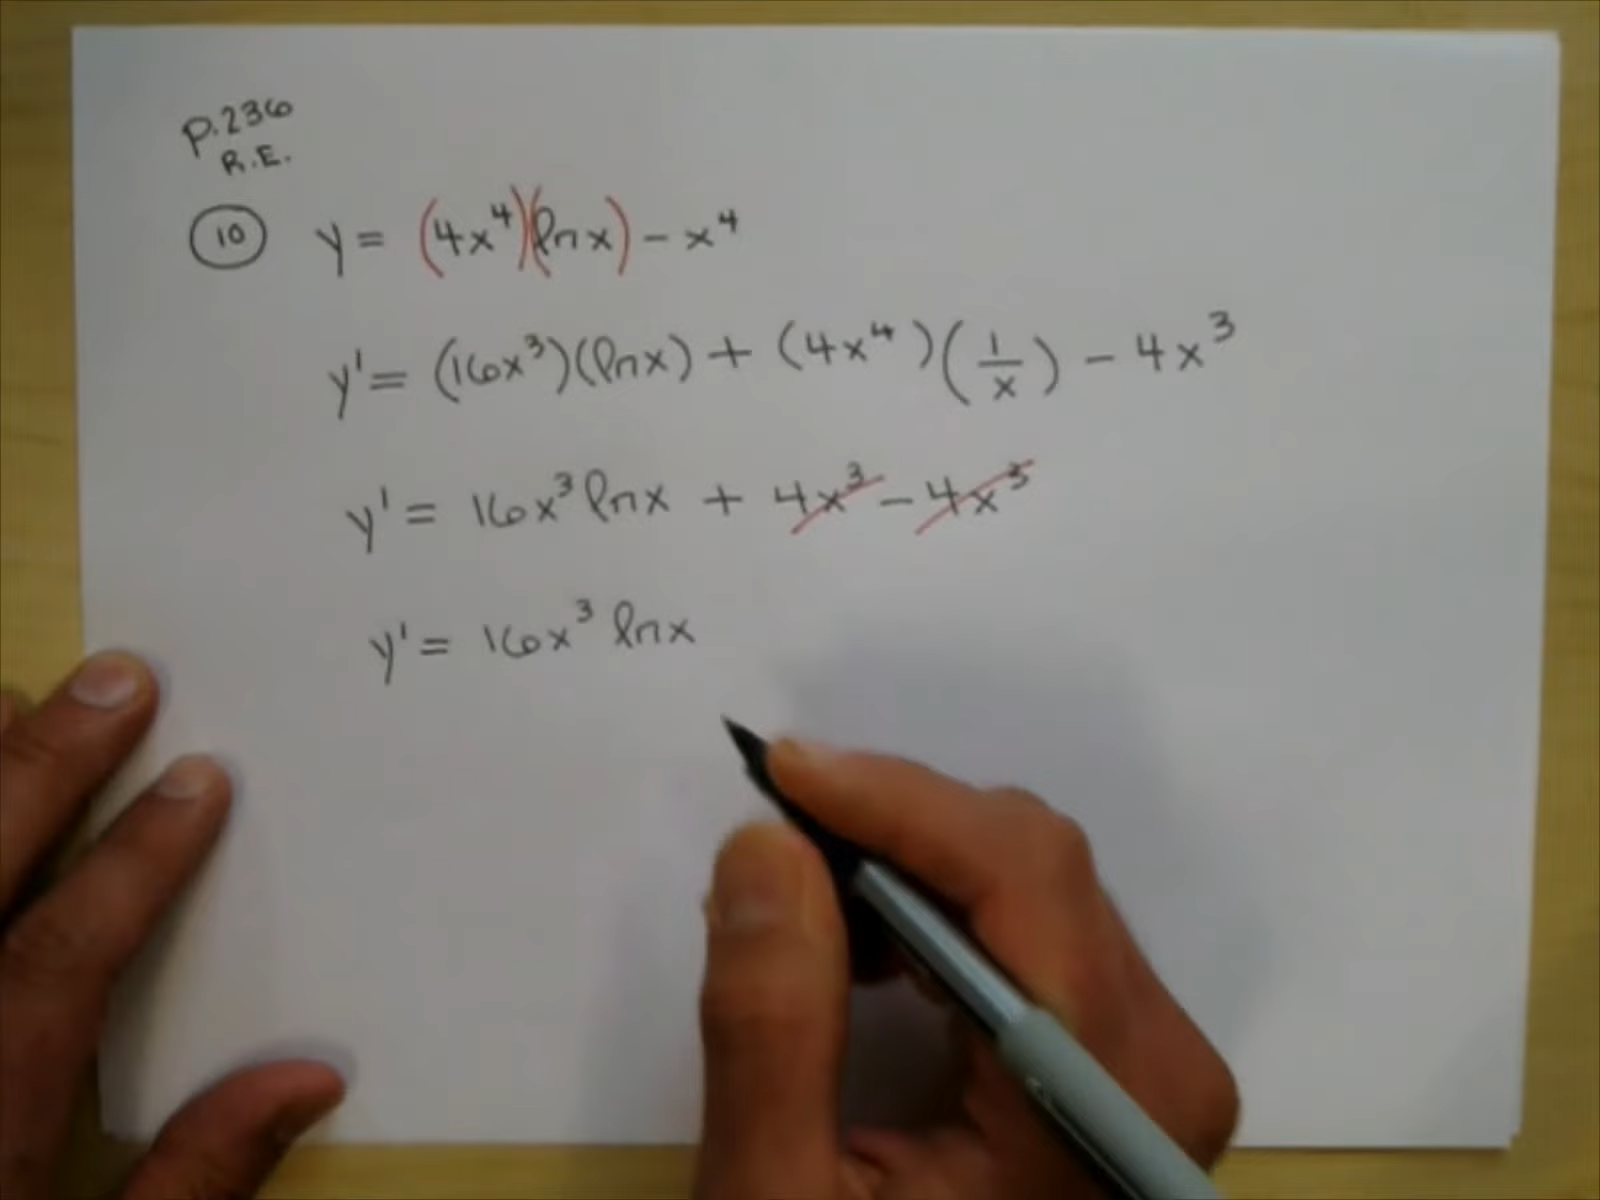 P.236
R.E.
10 y = (4x⁴)(ln x) - x⁴
y' = (16x³)(ln x) + (4x⁴)(1/x) - 4x³
y' = 16x³ ln x + 4x³ - 4x³
y' = 16x³ ln x